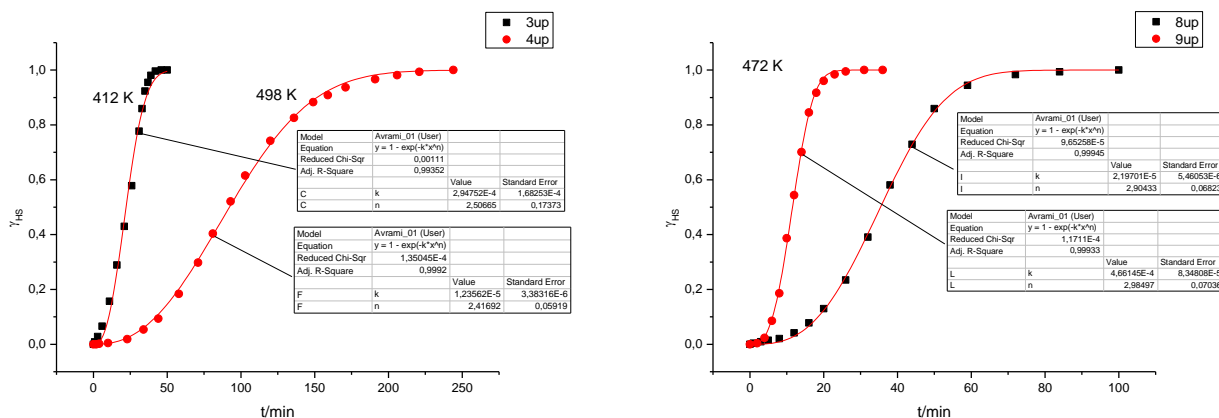 3up
4up
1,0
0,8
0,6
0,4
0,2
0,0
γHS
412 K
498 K
Model Avrami_01 (User)
Equation y = 1 - exp(-k*x^n)
Reduced Chi-Sqr 0,00111
Adj. R-Square 0,99352
Value Standard Error
C k 2,94752E-4 1,68253E-4
C n 2,50665 0,17373
Model Avrami_01 (User)
Equation y = 1 - exp(-k*x^n)
Reduced Chi-Sqr 1,35045E-4
Adj. R-Square 0,9992
Value Standard Error
F k 1,23562E-5 3,38316E-6
F n 2,41692 0,05919
0 50 100 150 200 250
t/min
8up
9up
1,0
0,8
0,6
0,4
0,2
0,0
γHS
472 K
Model Avrami_01 (User)
Equation y = 1 - exp(-k*x^n)
Reduced Chi-Sqr 9,65258E-5
Adj. R-Square 0,99945
Value Standard Error
I k 2,19701E-5 5,46053E-6
I n 2,90433 0,06823
Model Avrami_01 (User)
Equation y = 1 - exp(-k*x^n)
Reduced Chi-Sqr 1,1711E-4
Adj. R-Square 0,99933
Value Standard Error
L k 4,66145E-4 8,34808E-5
L n 2,98497 0,07036
0 20 40 60 80 100
t/min